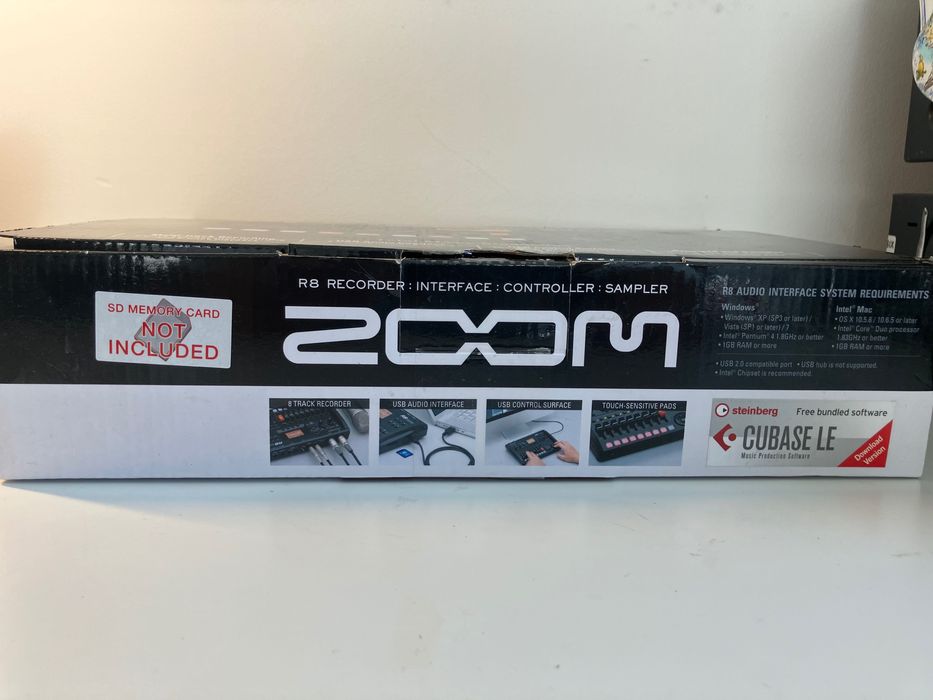 R8 RECORDER : INTERFACE : CONTROLLER : SAMPLER
ZOOM
SD MEMORY CARD
NOT
INCLUDED
R8 AUDIO INTERFACE SYSTEM REQUIREMENTS
Windows®
• Windows® XP (SP3 or later) /
Vista (SP1 or later) / 7
• Intel® Pentium® 4 1.8GHz or better
• 1GB RAM or more
Intel® Mac
• OS X 10.5.8 / 10.6.5 or later
• Intel® Core™ Duo processor
1.83GHz or better
• 1GB RAM or more
• USB 2.0 compatible port • USB hub is not supported.
• Intel® Chipset is recommended.
8 TRACK RECORDER
USB AUDIO INTERFACE
USB CONTROL SURFACE
TOUCH-SENSITIVE PADS
steinberg
Free bundled software
CUBASE LE
Music Production Software
Download
Version